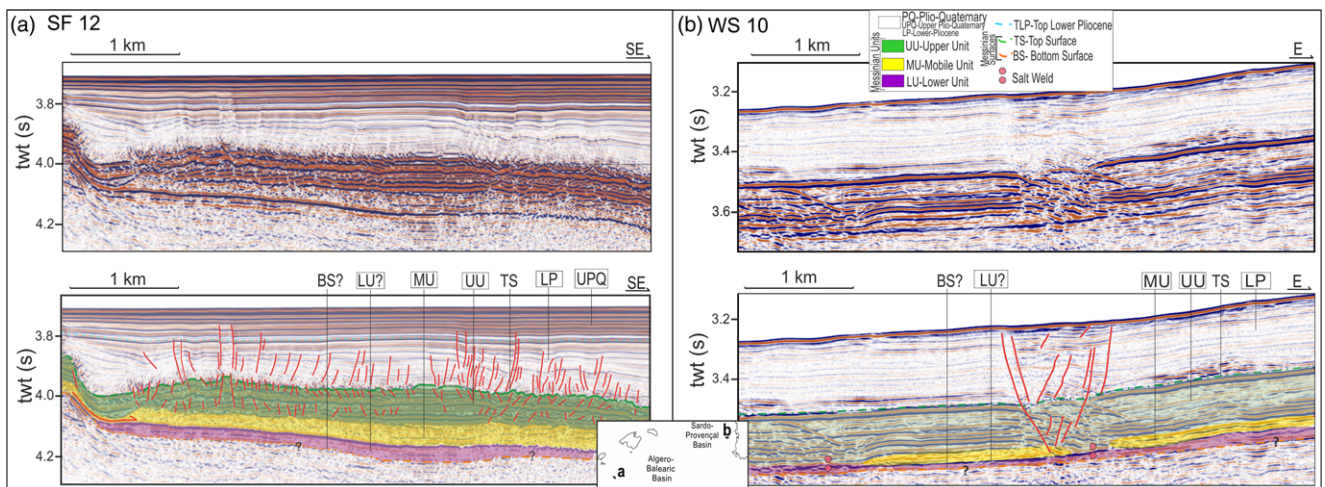 (a) SF 12
1 km
SE
twt (s)
3.8
4.0
4.2
1 km
BS?
LU?
MU
UU
TS
LP
UPQ
SE
twt (s)
3.8
4.0
4.2
Sardo-
Provençal
Basin
b
Algero-
Balearic
Basin
a
(b) WS 10
1 km
E
twt (s)
3.2
3.4
3.6
PQ-Plio-Quaternary
UPQ-Upper Plio-Quaternary
LP-Lower-Pliocene
Messinian Units
UU-Upper Unit
MU-Mobile Unit
LU-Lower Unit
TLP-Top Lower Pliocene
Messinian
Surfaces
TS-Top Surface
BS- Bottom Surface
Salt Weld
1 km
BS?
LU?
MU
UU
TS
LP
E
twt (s)
3.2
3.4
3.6
?
?
?
?